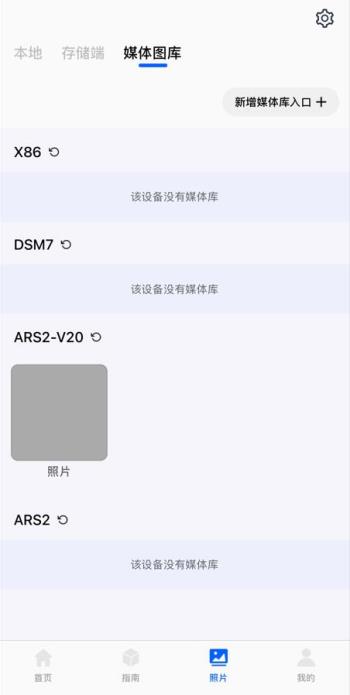 本地 存储端 媒体图库
新增媒体库入口 +
X86
该设备没有媒体库
DSM7
该设备没有媒体库
ARS2-V20
照片
ARS2
该设备没有媒体库
首页 指南 照片 我的